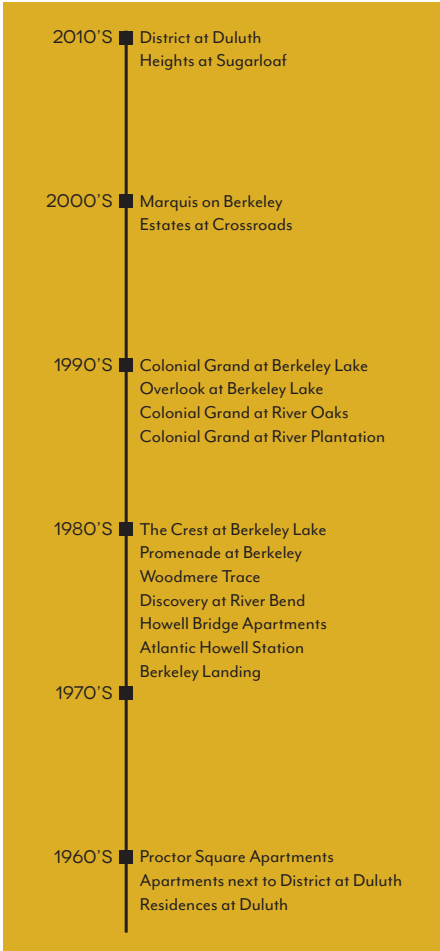 2010'S District at Duluth
Heights at Sugarloaf
2000'S Marquis on Berkeley
Estates at Crossroads
1990'S Colonial Grand at Berkeley Lake
Overlook at Berkeley Lake
Colonial Grand at River Oaks
Colonial Grand at River Plantation
1980'S The Crest at Berkeley Lake
Promenade at Berkeley
Woodmere Trace
Discovery at River Bend
Howell Bridge Apartments
Atlantic Howell Station
Berkeley Landing
1970'S
1960'S Proctor Square Apartments
Apartments next to District at Duluth
Residences at Duluth